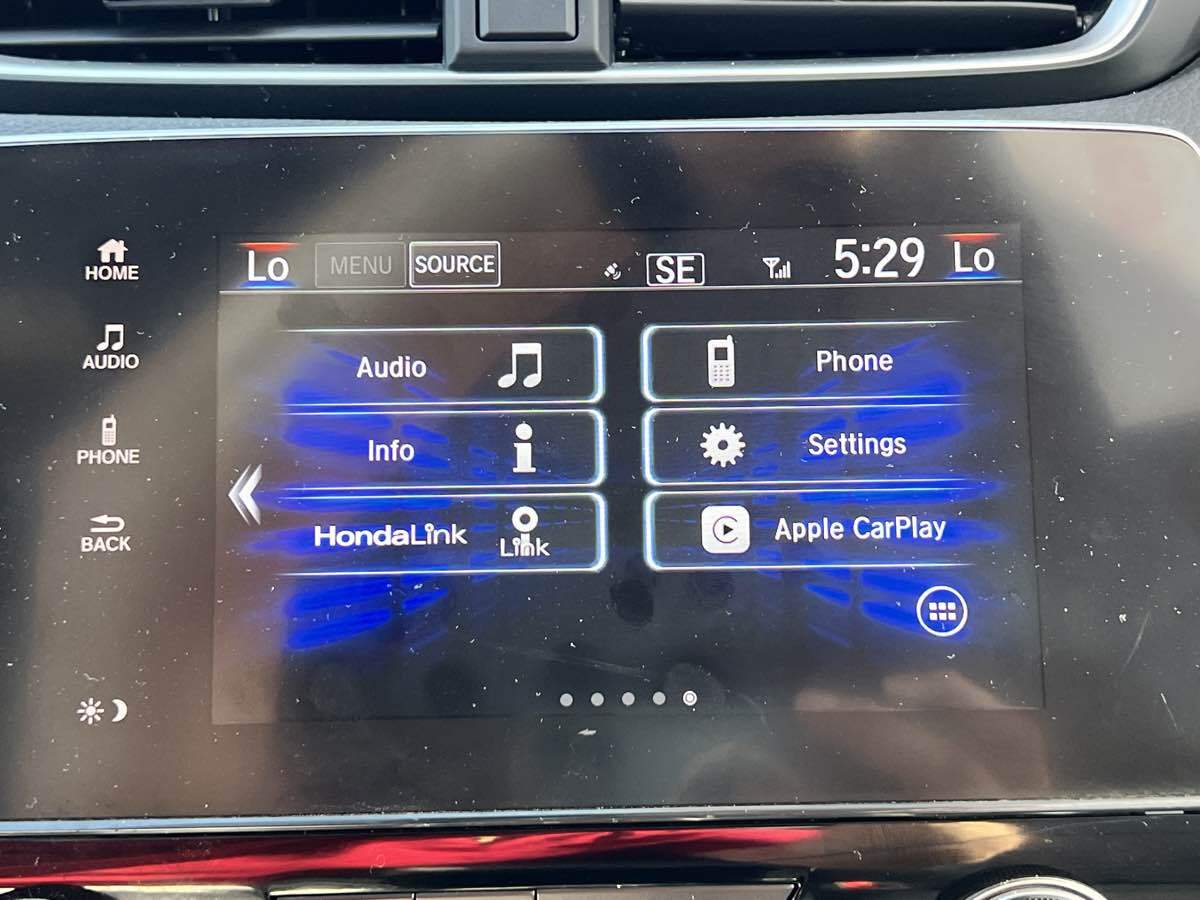 Lo MENU SOURCE SE 5:29 Lo
HOME
AUDIO
PHONE
BACK
Audio
Phone
Info
Settings
HondaLink Link
Apple CarPlay